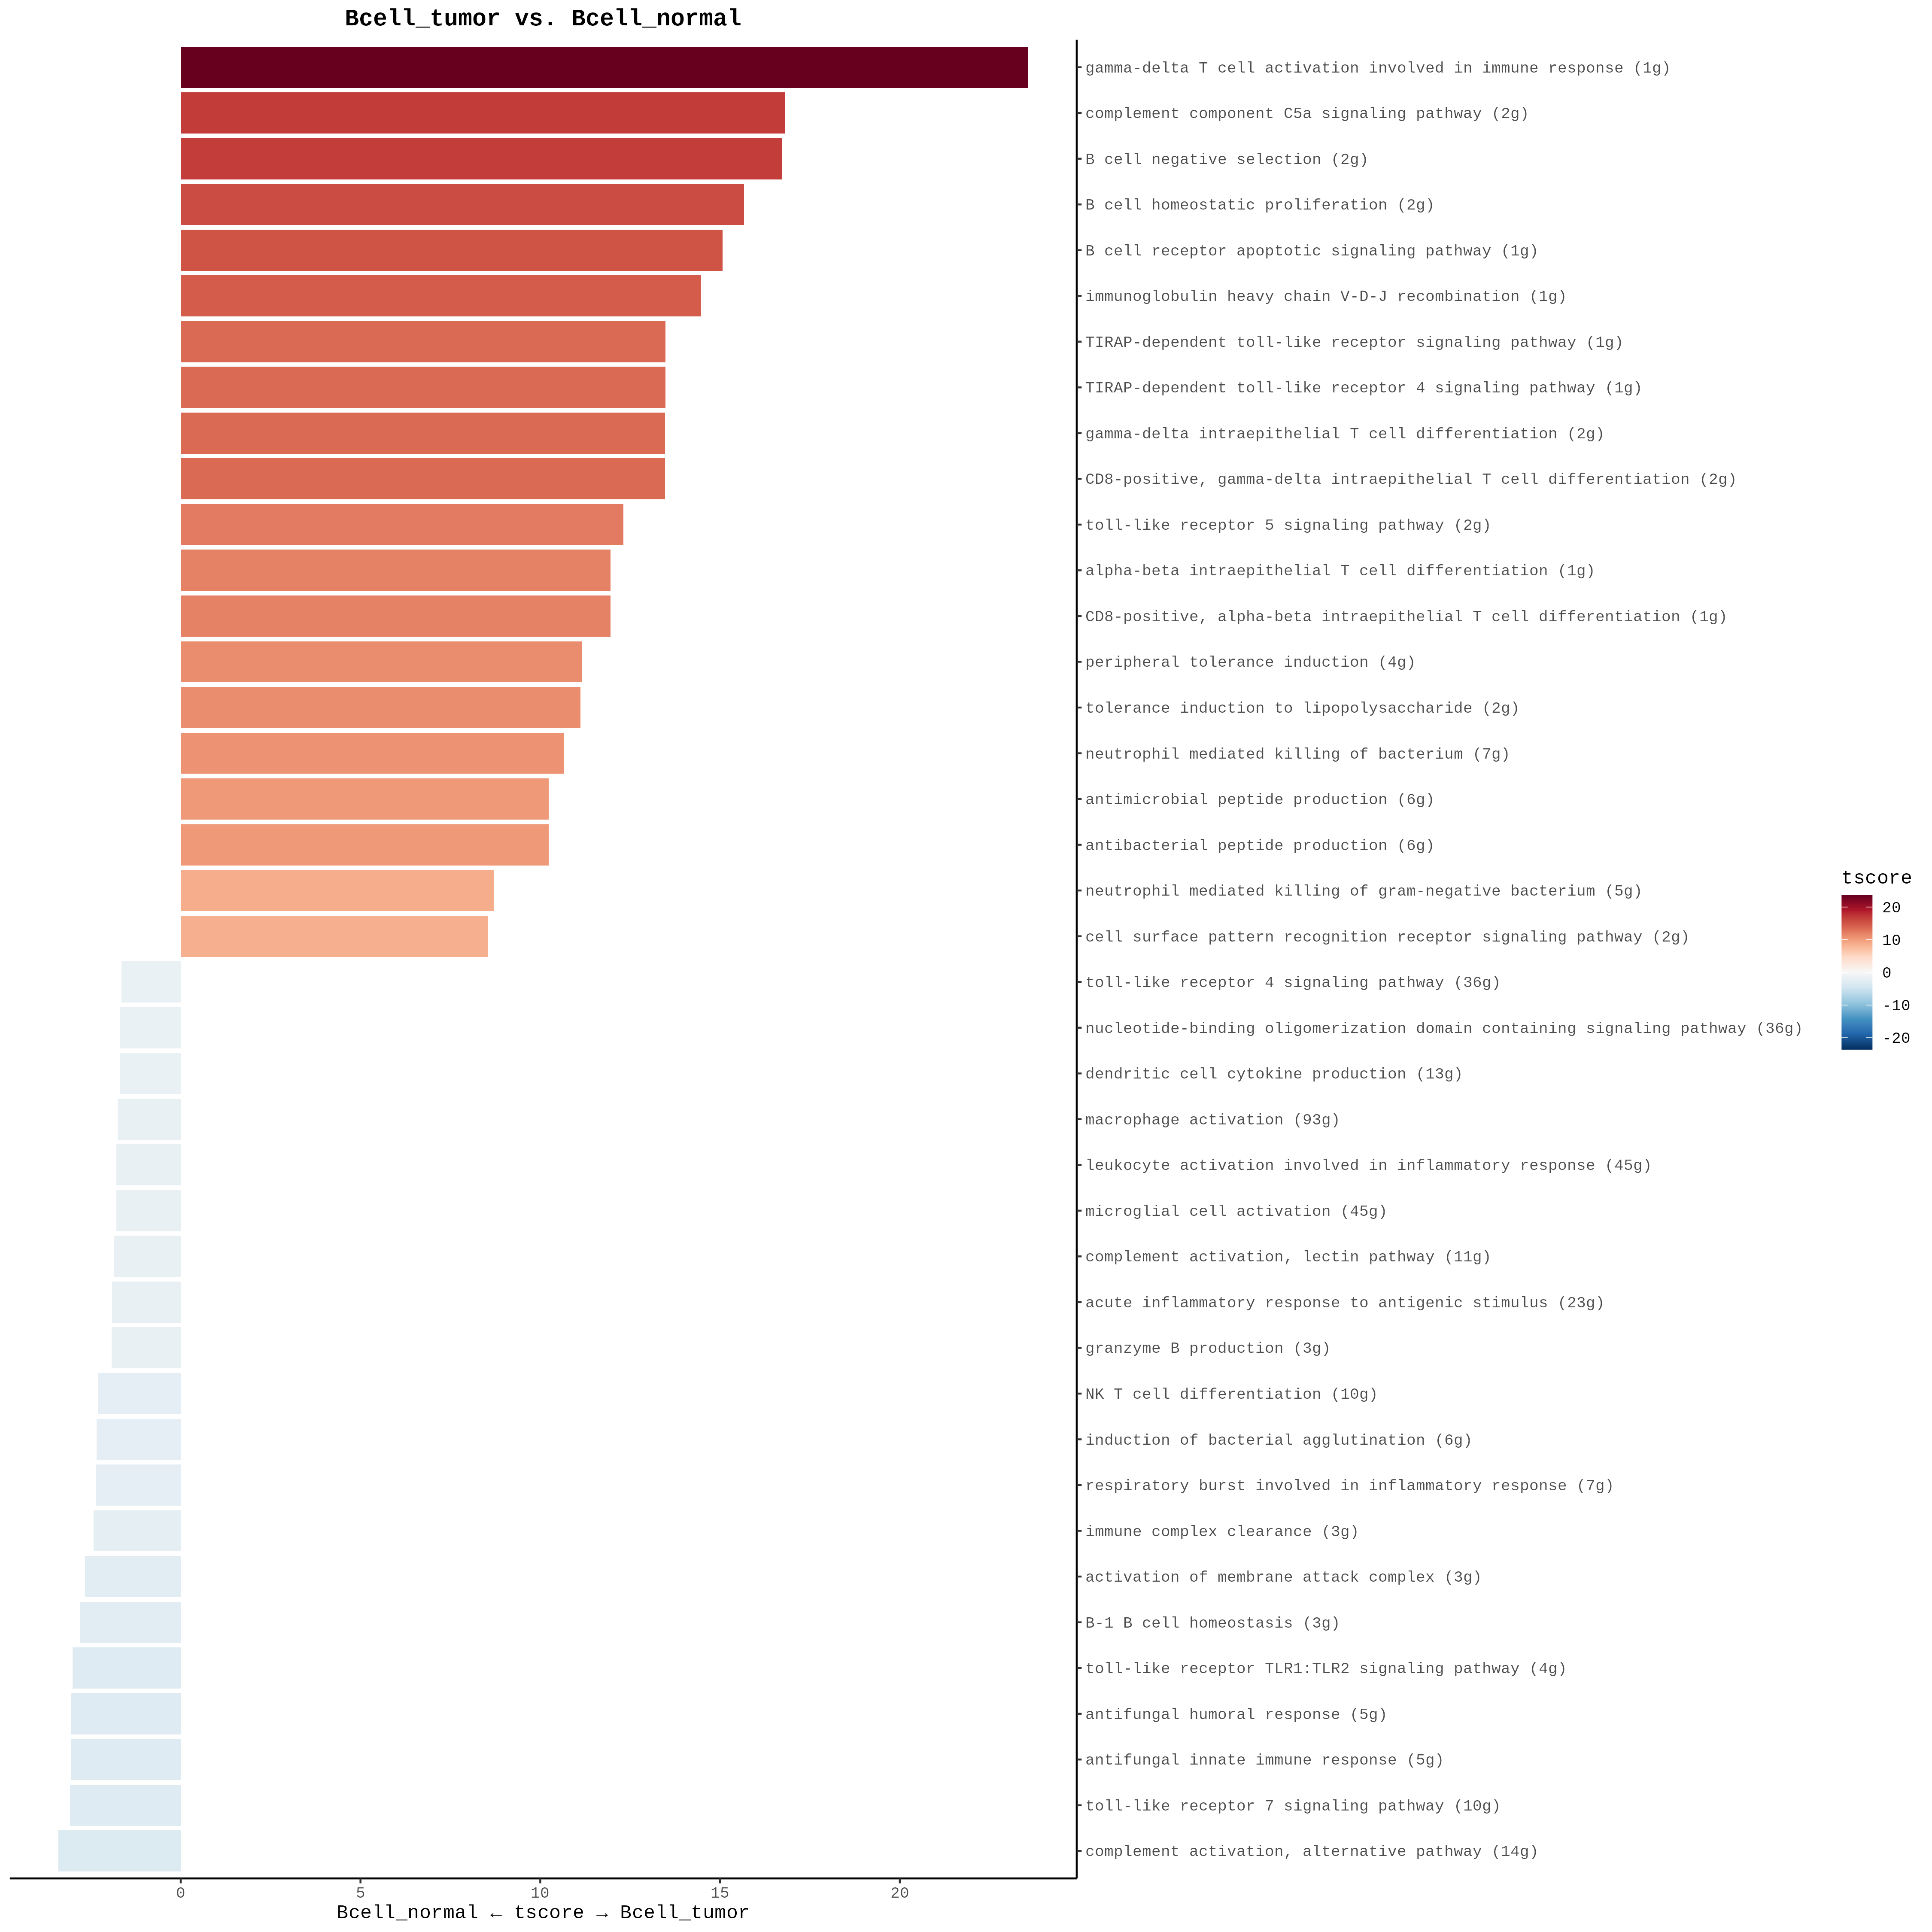 Bcell_tumor vs. Bcell_normal
gamma-delta T cell activation involved in immune response (1g)
complement component C5a signaling pathway (2g)
B cell negative selection (2g)
B cell homeostatic proliferation (2g)
B cell receptor apoptotic signaling pathway (1g)
immunoglobulin heavy chain V-D-J recombination (1g)
TIRAP-dependent toll-like receptor signaling pathway (1g)
TIRAP-dependent toll-like receptor 4 signaling pathway (1g)
gamma-delta intraepithelial T cell differentiation (2g)
CD8-positive, gamma-delta intraepithelial T cell differentiation (2g)
toll-like receptor 5 signaling pathway (2g)
alpha-beta intraepithelial T cell differentiation (1g)
CD8-positive, alpha-beta intraepithelial T cell differentiation (1g)
peripheral tolerance induction (4g)
tolerance induction to lipopolysaccharide (2g)
neutrophil mediated killing of bacterium (7g)
antimicrobial peptide production (6g)
antibacterial peptide production (6g)
neutrophil mediated killing of gram-negative bacterium (5g)
cell surface pattern recognition receptor signaling pathway (2g)
toll-like receptor 4 signaling pathway (36g)
nucleotide-binding oligomerization domain containing signaling pathway (36g)
dendritic cell cytokine production (13g)
macrophage activation (93g)
leukocyte activation involved in inflammatory response (45g)
microglial cell activation (45g)
complement activation, lectin pathway (11g)
acute inflammatory response to antigenic stimulus (23g)
granzyme B production (3g)
NK T cell differentiation (10g)
induction of bacterial agglutination (6g)
respiratory burst involved in inflammatory response (7g)
immune complex clearance (3g)
activation of membrane attack complex (3g)
B-1 B cell homeostasis (3g)
toll-like receptor TLR1:TLR2 signaling pathway (4g)
antifungal humoral response (5g)
antifungal innate immune response (5g)
toll-like receptor 7 signaling pathway (10g)
complement activation, alternative pathway (14g)
0 5 10 15 20
Bcell_normal ← tscore → Bcell_tumor
tscore
20
10
0
-10
-20